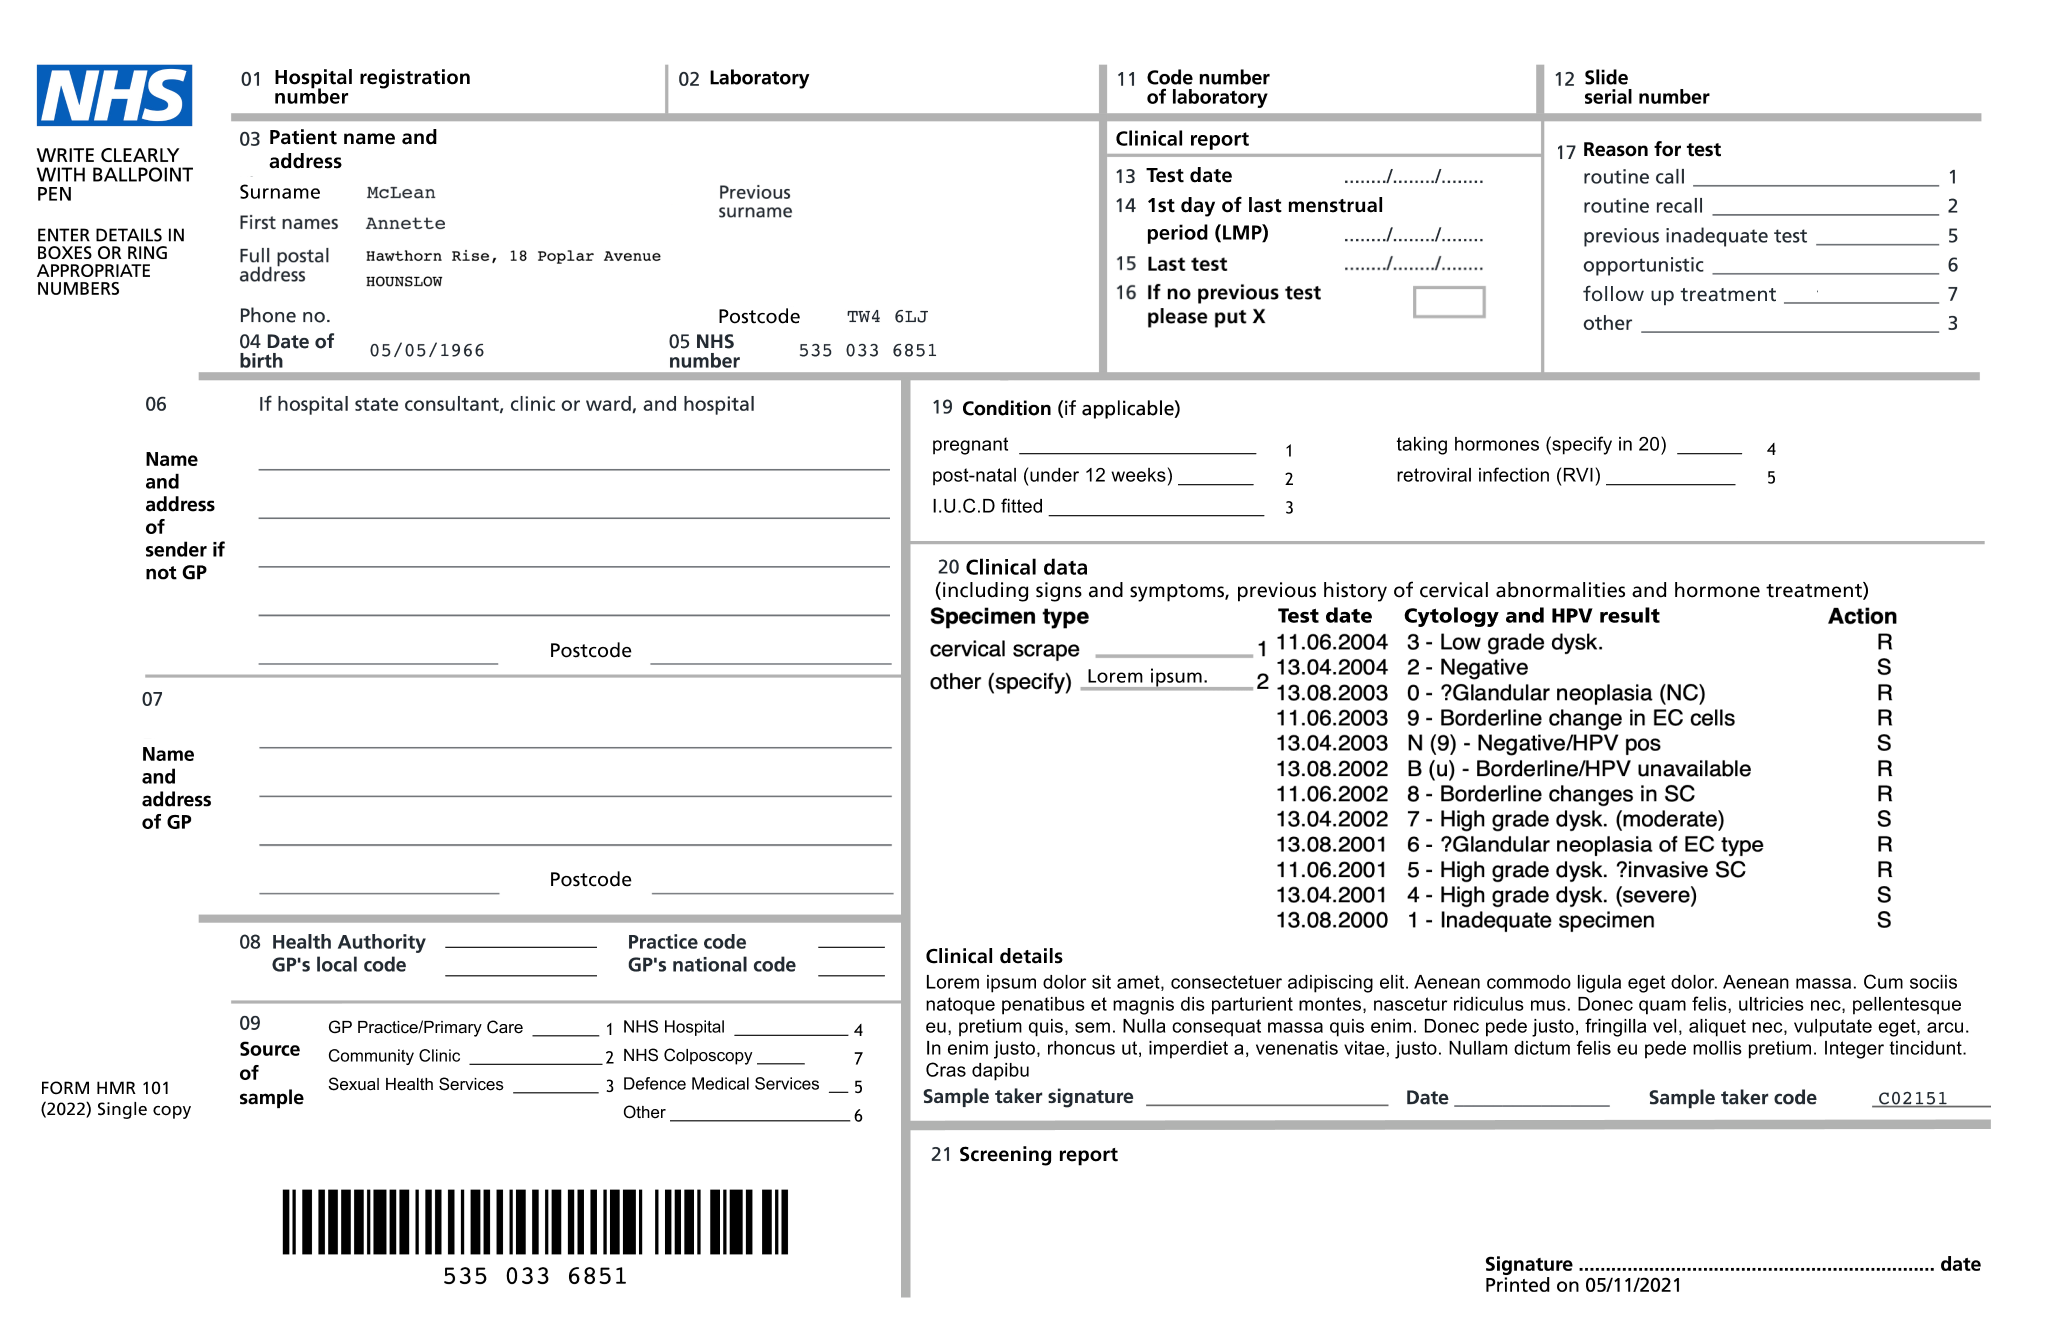 NHS
WRITE CLEARLY
WITH BALLPOINT
PEN
ENTER DETAILS IN
BOXES OR RING
APPROPRIATE
NUMBERS
01 Hospital registration
number
02 Laboratory
11 Code number
of laboratory
12 Slide
serial number
03 Patient name and
address
Surname McLean Previous
surname
First names Annette
Full postal
address
Hawthorn Rise, 18 Poplar Avenue
HOUNSLOW
Phone no. Postcode TW4 6LJ
04 Date of
birth
05/05/1966
05 NHS
number
535 033 6851
Clinical report
13 Test date ......../......../........
14 1st day of last menstrual
period (LMP) ......../......../........
15 Last test ......../......../........
16 If no previous test
please put X
17 Reason for test
routine call 1
routine recall 2
previous inadequate test 5
opportunistic 6
follow up treatment 7
other 3
06 If hospital state consultant, clinic or ward, and hospital
Name
and
address
of
sender if
not GP
Postcode
07
Name
and
address
of GP
Postcode
08 Health Authority Practice code
GP's local code GP's national code
09
Source
of
sample
GP Practice/Primary Care 1 NHS Hospital 4
Community Clinic 2 NHS Colposcopy 7
Sexual Health Services 3 Defence Medical Services 5
Other 6
FORM HMR 101
(2022) Single copy
535 033 6851
19 Condition (if applicable)
pregnant 1 taking hormones (specify in 20) 4
post-natal (under 12 weeks) 2 retroviral infection (RVI) 5
I.U.C.D fitted 3
20 Clinical data
(including signs and symptoms, previous history of cervical abnormalities and hormone treatment)
Specimen type
cervical scrape 1
other (specify) Lorem ipsum. 2
Test date Cytology and HPV result Action
11.06.2004 3 - Low grade dysk. R
13.04.2004 2 - Negative S
13.08.2003 0 - ?Glandular neoplasia (NC) R
11.06.2003 9 - Borderline change in EC cells R
13.04.2003 N (9) - Negative/HPV pos S
13.08.2002 B (u) - Borderline/HPV unavailable R
11.06.2002 8 - Borderline changes in SC R
13.04.2002 7 - High grade dysk. (moderate) S
13.08.2001 6 - ?Glandular neoplasia of EC type R
11.06.2001 5 - High grade dysk. ?invasive SC R
13.04.2001 4 - High grade dysk. (severe) S
13.08.2000 1 - Inadequate specimen S
Clinical details
Lorem ipsum dolor sit amet, consectetuer adipiscing elit. Aenean commodo ligula eget dolor. Aenean massa. Cum sociis
natoque penatibus et magnis dis parturient montes, nascetur ridiculus mus. Donec quam felis, ultricies nec, pellentesque
eu, pretium quis, sem. Nulla consequat massa quis enim. Donec pede justo, fringilla vel, aliquet nec, vulputate eget, arcu.
In enim justo, rhoncus ut, imperdiet a, venenatis vitae, justo. Nullam dictum felis eu pede mollis pretium. Integer tincidunt.
Cras dapibu
Sample taker signature Date Sample taker code C02151
21 Screening report
Signature ................................................................ date
Printed on 05/11/2021